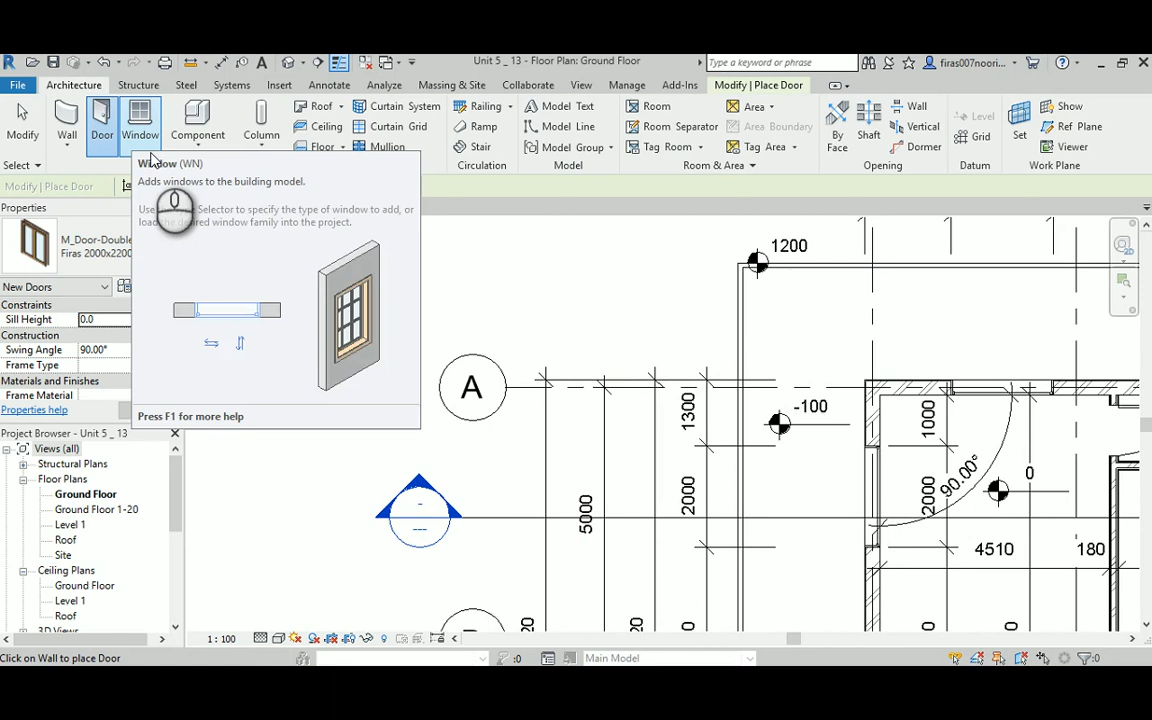 Unit 5 _ 13 - Floor Plan: Ground Floor
Type a keyword or phrase
firas007noori...
File
Architecture
Structure
Steel
Systems
Insert
Annotate
Analyze
Massing & Site
Collaborate
View
Manage
Add-Ins
Modify | Place Door
Modify
Wall
Door
Window
Component
Column
Roof
Ceiling
Floor
Curtain System
Curtain Grid
Mullion
Railing
Ramp
Stair
Model Text
Model Line
Model Group
Room
Room Separator
Tag Room
Area
Area Boundary
Tag Area
By
Face
Shaft
Wall
Vertical
Dormer
Level
Grid
Set
Show
Ref Plane
Viewer
Select
Circulation
Model
Room & Area
Opening
Datum
Work Plane
Modify | Place Door
Window (WN)
Adds windows to the building model.
Selector to specify the type of window to add, or
window family into the project.
Press F1 for more help
Properties
M_Door-Double
Firas 2000x2200
New Doors
Constraints
Sill Height
0.0
Construction
Swing Angle
90.00°
Frame Type
Materials and Finishes
Frame Material
Properties help
Project Browser - Unit 5 _ 13
Views (all)
Structural Plans
Floor Plans
Ground Floor
Ground Floor 1-20
Level 1
Roof
Site
Ceiling Plans
Ground Floor
Level 1
Roof
1200
A
-100
1300
2000
5000
1000
2000
90.00°
0
4510
180
20
20
0
0
0
1 : 100
Click on Wall to place Door
:0
Main Model
:0